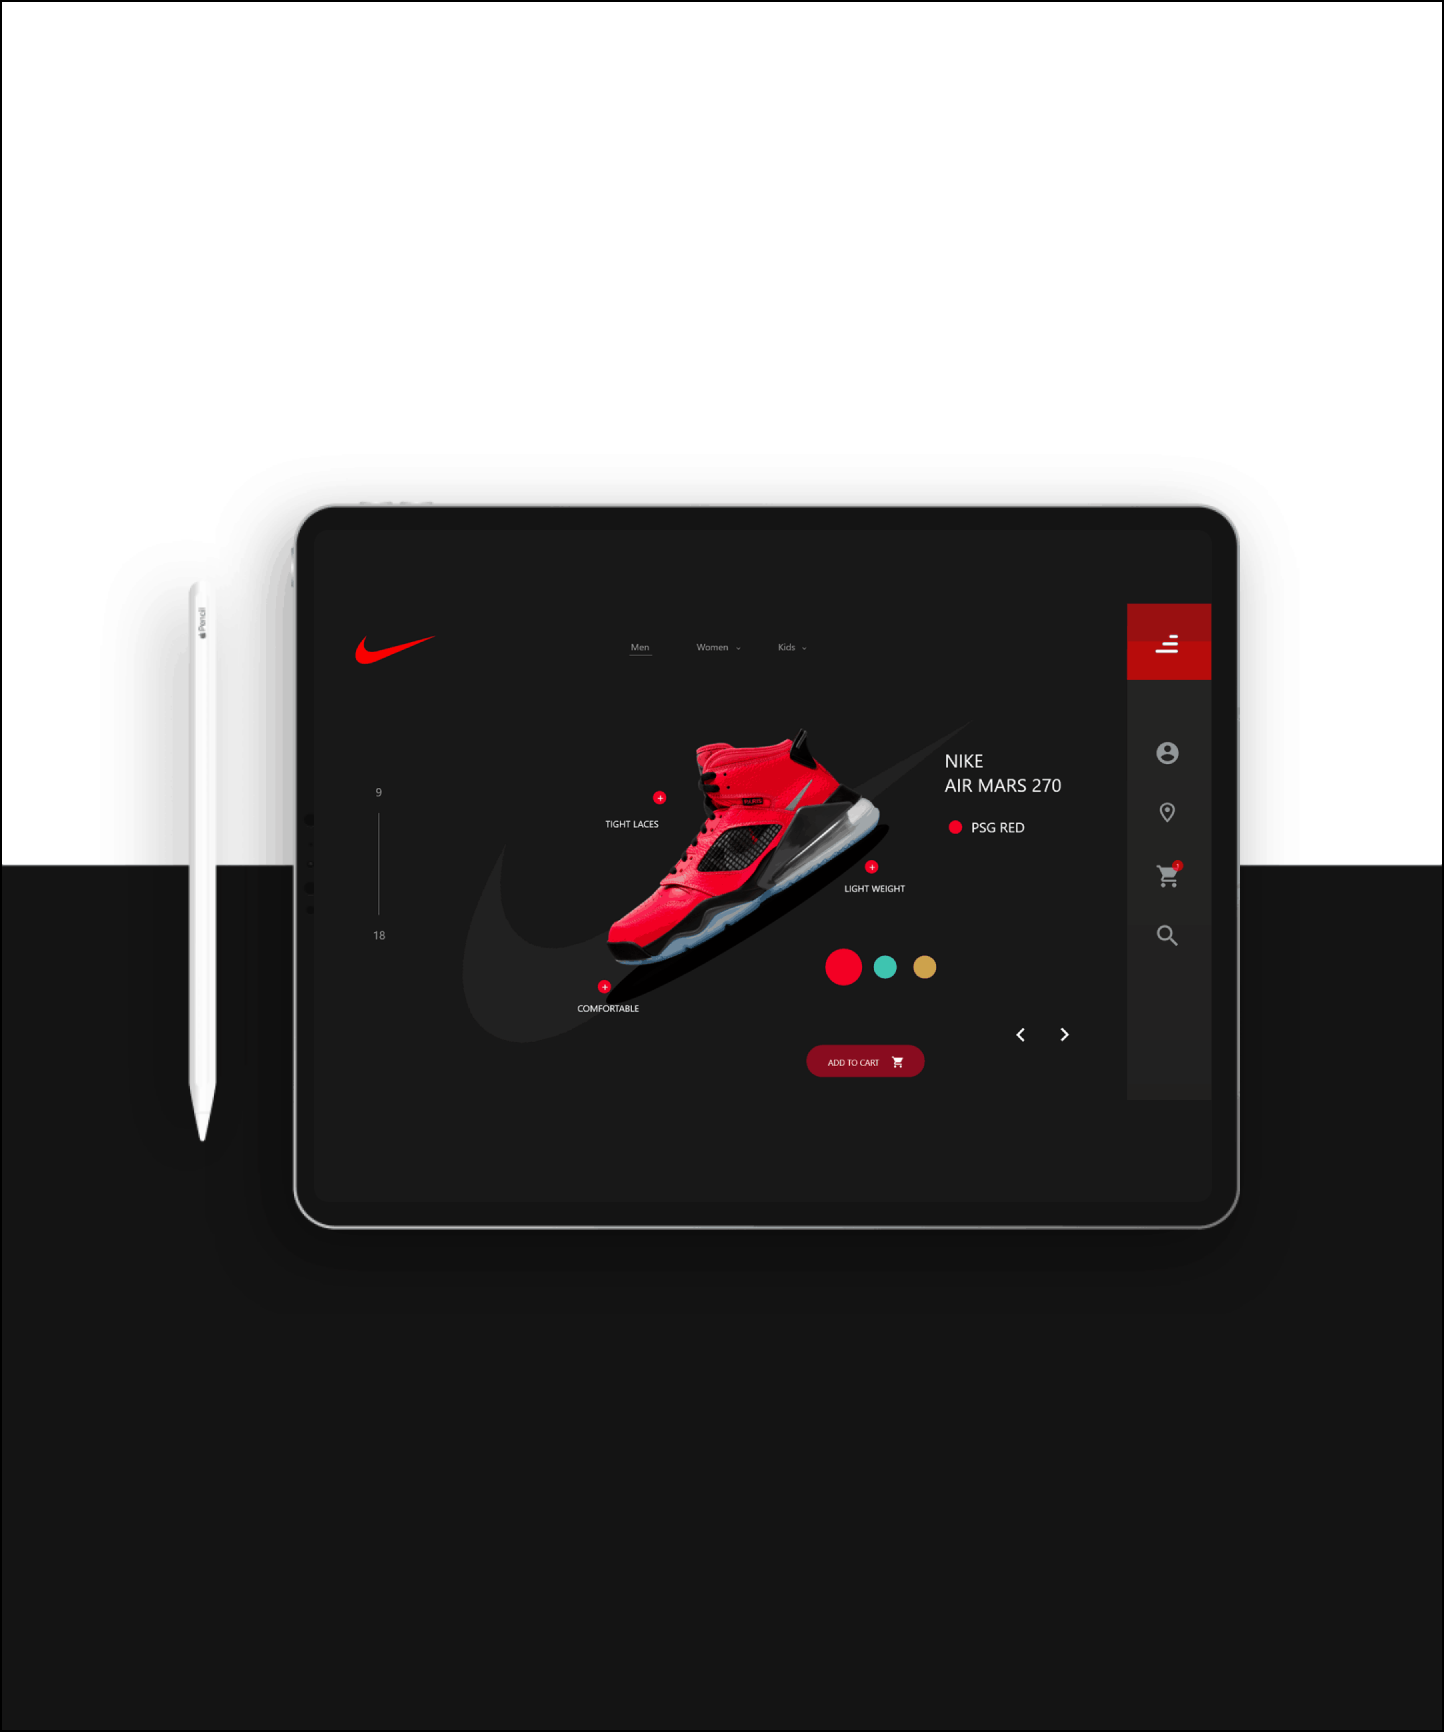 Pencil
Men
Women
Kids
NIKE
AIR MARS 270
PSG RED
9
TIGHT LACES
LIGHT WEIGHT
18
COMFORTABLE
ADD TO CART